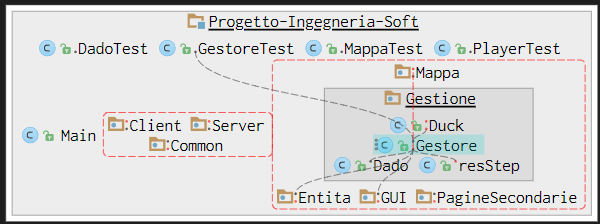 Progetto-Ingegneria-Soft
DadoTest GestoreTest MappaTest PlayerTest
Mappa
Gestione
Client Server
Duck
Main
Common
Gestore
Dado resStep
Entita GUI PagineSecondarie